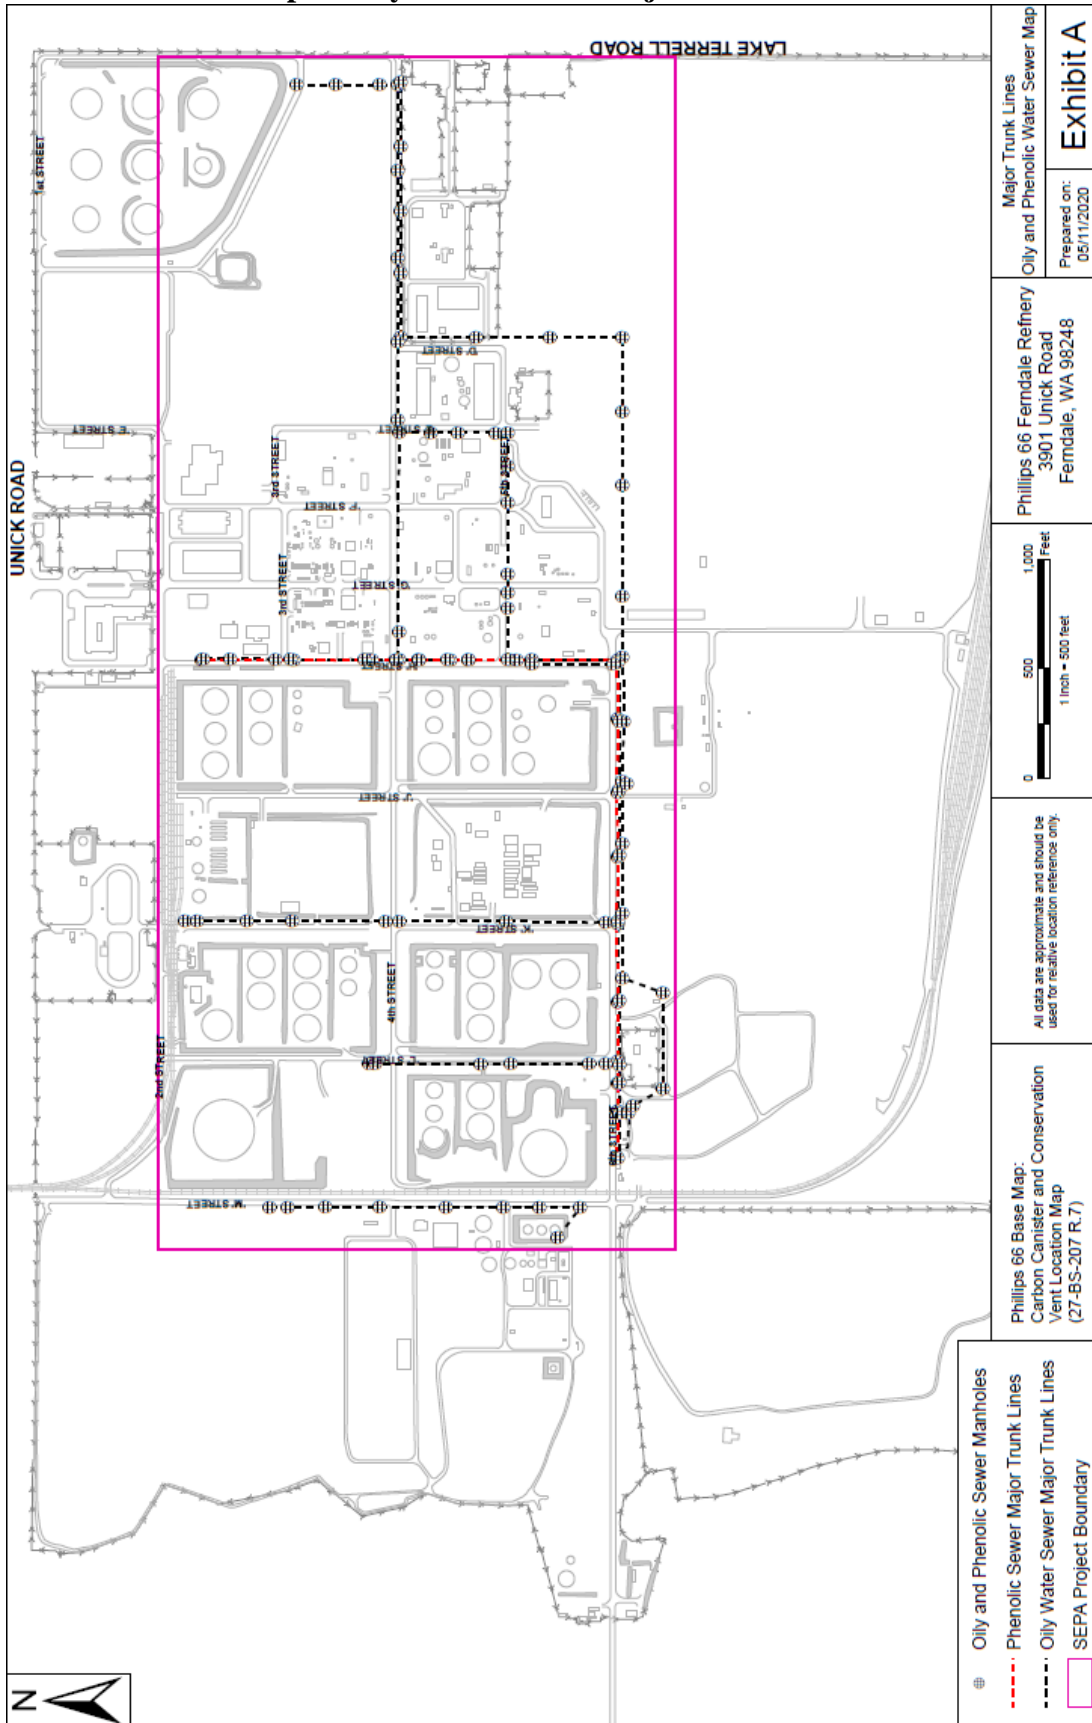 UNICK ROAD
LAKE TERRELL ROAD
1st STREET
2nd STREET
3rd STREET
3rd STREET
4th STREET
'D' STREET
'E' STREET
'F' STREET
'G' STREET
'J' STREET
'K' STREET
'M' STREET
N
Oily and Phenolic Sewer Manholes
Phenolic Sewer Major Trunk Lines
Oily Water Sewer Major Trunk Lines
SEPA Project Boundary
Phillips 66 Base Map:
Carbon Canister and Conservation
Vent Location Map
(27-BS-207 R.7)
All data are approximate and should be
used for relative location reference only.
0 500 1,000
Feet
1 Inch = 500 feet
Phillips 66 Ferndale Refinery
3901 Unick Road
Ferndale, WA 98248
Major Trunk Lines
Oily and Phenolic Water Sewer Map
Prepared on:
05/11/2020
Exhibit A